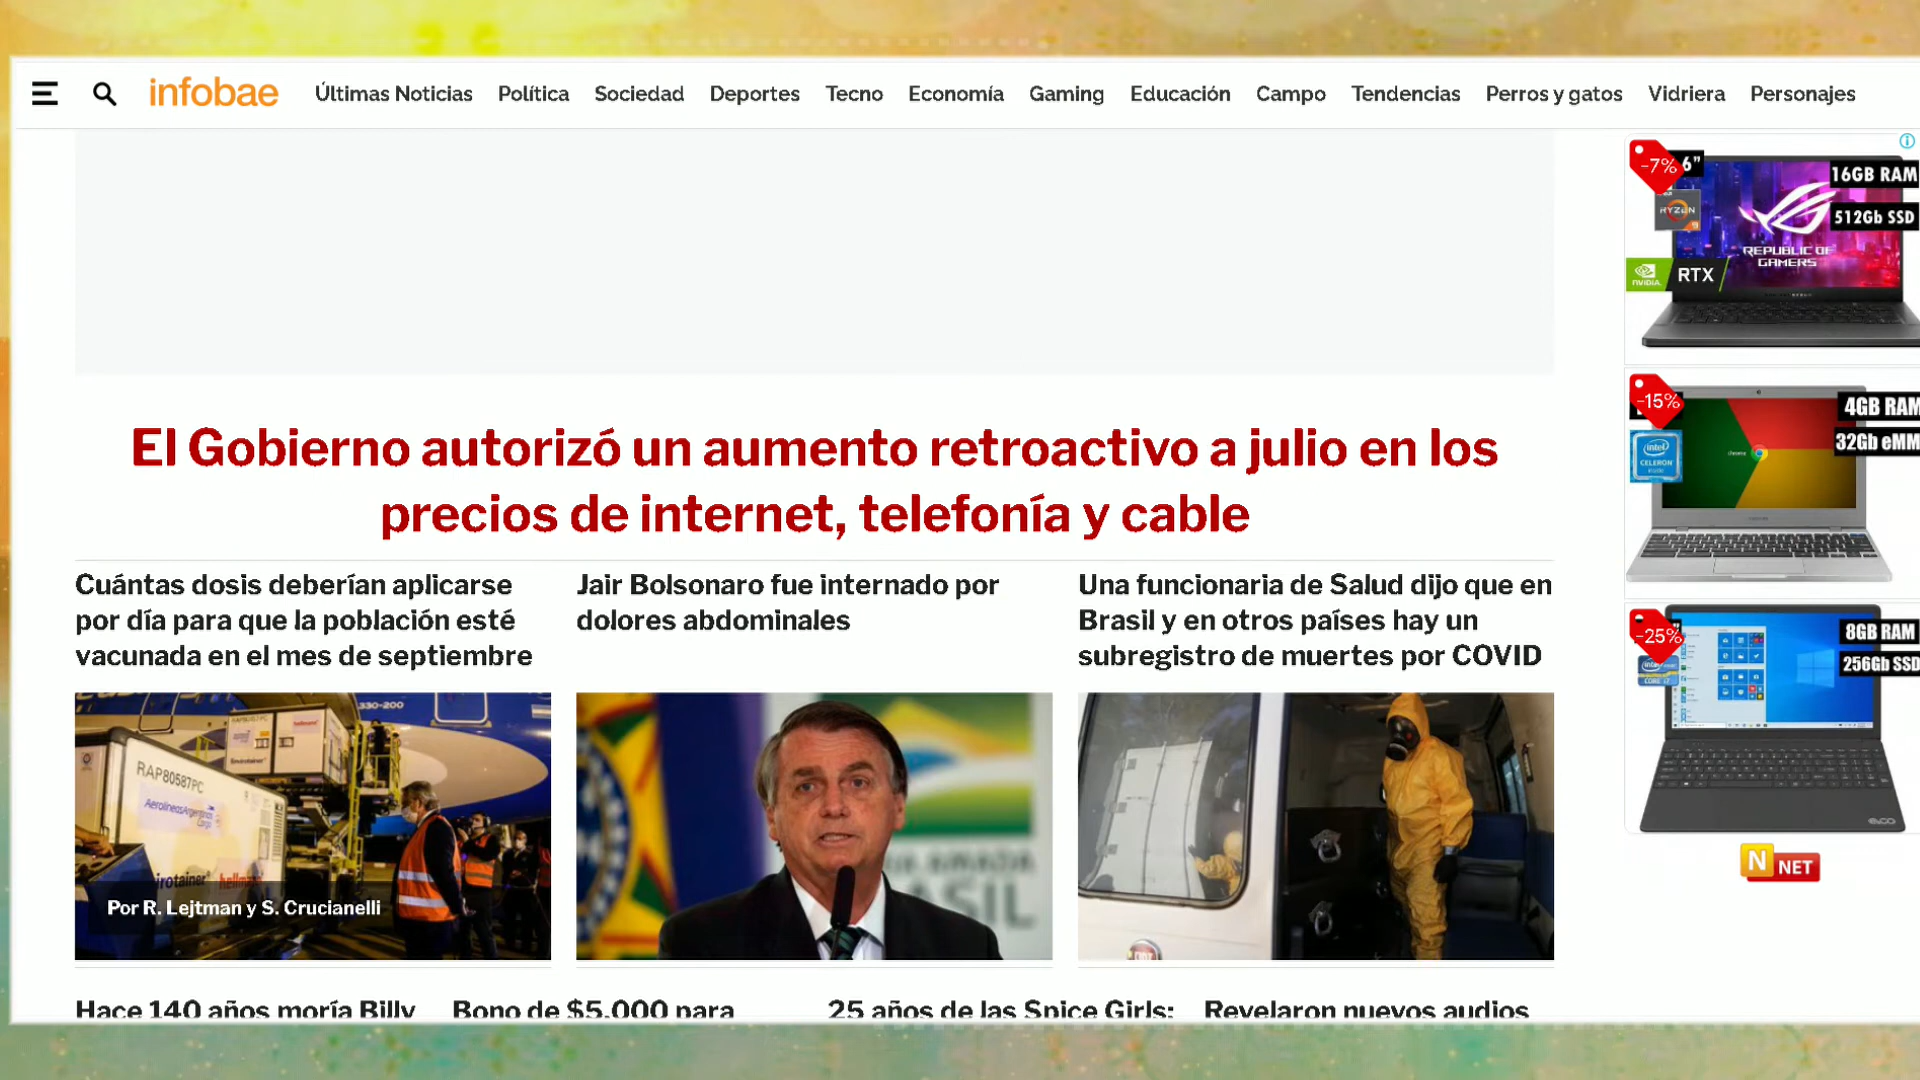 infobae Últimas Noticias Política Sociedad Deportes Tecno Economía Gaming Educación Campo Tendencias Perros y gatos Vidriera Personajes
El Gobierno autorizó un aumento retroactivo a julio en los
precios de internet, telefonía y cable
Cuántas dosis deberían aplicarse
por día para que la población esté
vacunada en el mes de septiembre
330-200
RAP80587PC
AerolíneasArgentinas
Cargo
Por R. Lejtman y S. Crucianelli
Jair Bolsonaro fue internado por
dolores abdominales
Una funcionaria de Salud dijo que en
Brasil y en otros países hay un
subregistro de muertes por COVID
Hace 140 años moría Billy
Bono de $5.000 para
25 años de las Spice Girls:
Revelaron nuevos audios
-7%
6”
16GB RAM
RYZEN
512Gb SSD
REPUBLIC OF
GAMERS
NVIDIA.
RTX
-15%
4GB RAM
32Gb eMM
intel
CELERON
chrome
-25%
8GB RAM
256Gb SSD
exo
N NET